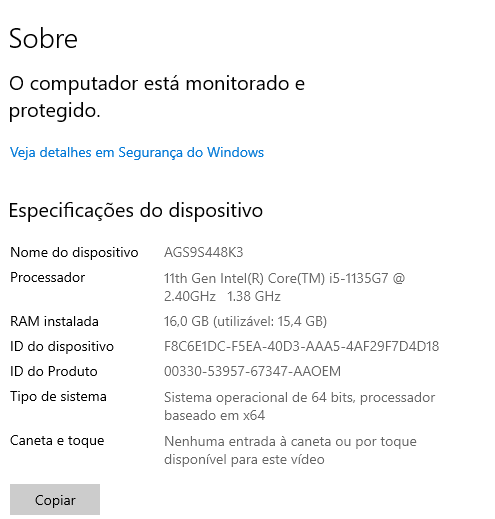 Sobre
O computador está monitorado e
protegido.
Veja detalhes em Segurança do Windows
Especificações do dispositivo
Nome do dispositivo AGS9S448K3
Processador 11th Gen Intel(R) Core(TM) i5-1135G7 @
2.40GHz 1.38 GHz
RAM instalada 16,0 GB (utilizável: 15,4 GB)
ID do dispositivo F8C6E1DC-F5EA-40D3-AAA5-4AF29F7D4D18
ID do Produto 00330-53957-67347-AAOEM
Tipo de sistema Sistema operacional de 64 bits, processador
baseado em x64
Caneta e toque Nenhuma entrada à caneta ou por toque
disponível para este vídeo
Copiar